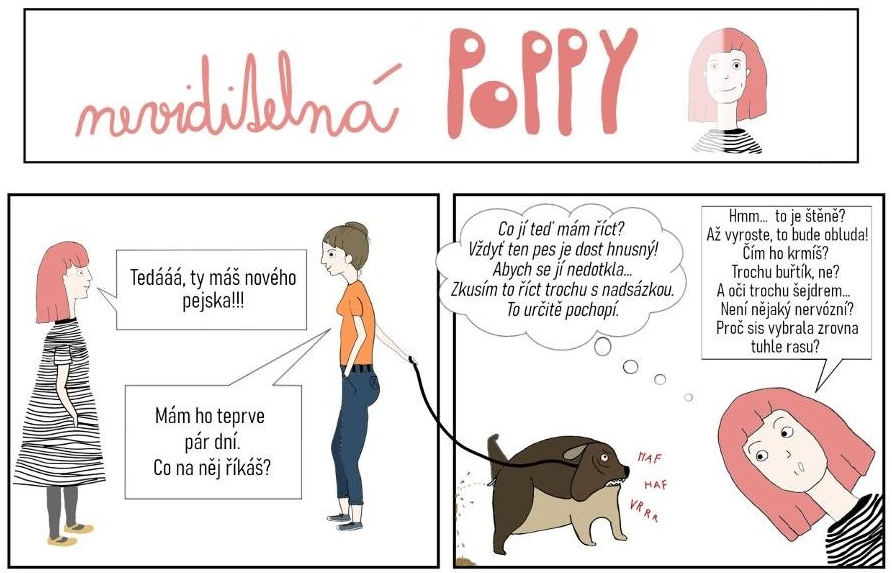 neviditelná POPPY
Tedááá, ty máš nového
pejska!!!
Mám ho teprve
pár dní.
Co na něj říkáš?
Co jí teď mám říct?
Vždyť ten pes je dost hnusný!
Abych se jí nedotkla...
Zkusím to říct trochu s nadsázkou.
To určitě pochopí.
Hmm... to je štěně?
Až vyroste, to bude obluda!
Čím ho krmíš?
Trochu buřtík, ne?
A oči trochu šejdrem...
Není nějaký nervózní?
Proč sis vybrala zrovna
tuhle rasu?
HAF
HAF
VRRR